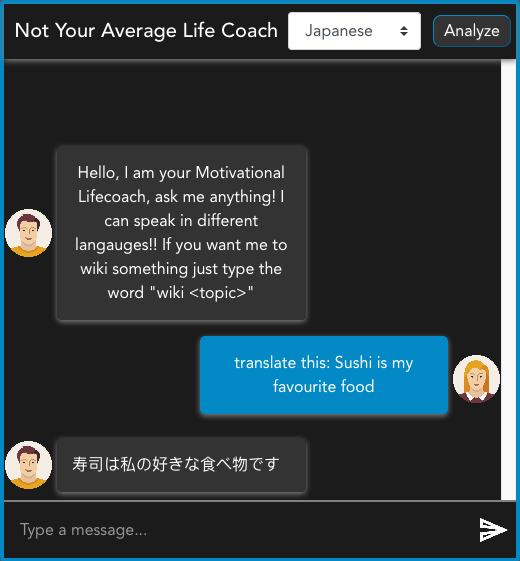 Not Your Average Life Coach
Japanese
Analyze
Hello, I am your Motivational
Lifecoach, ask me anything! I
can speak in different
langauges!! If you want me to
wiki something just type the
word "wiki <topic>"
translate this: Sushi is my
favourite food
寿司は私の好きな食べ物です
Type a message...